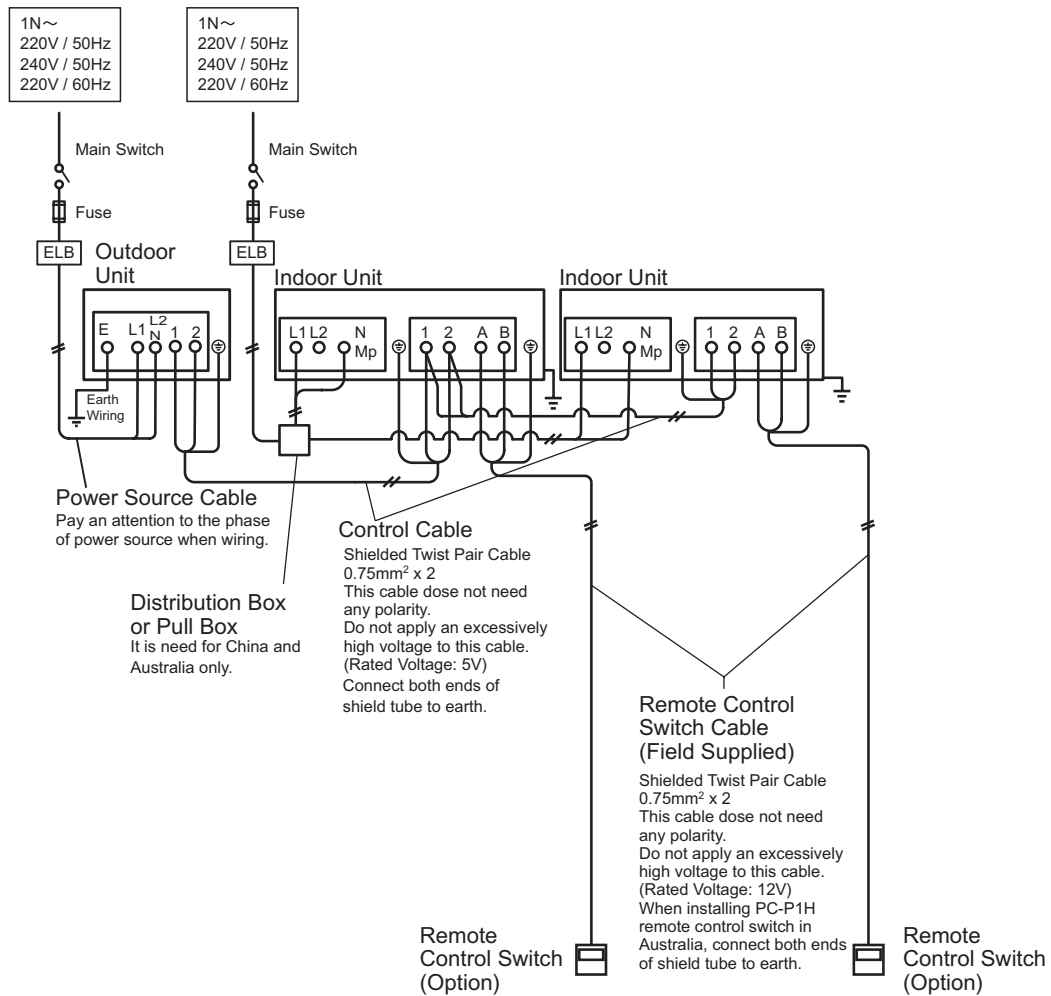 1N～
220V / 50Hz
240V / 50Hz
220V / 60Hz
1N～
220V / 50Hz
240V / 50Hz
220V / 60Hz
Main Switch
Main Switch
Fuse
Fuse
ELB
Outdoor
Unit
ELB
Indoor Unit
Indoor Unit
E L1 L2 N 1 2
L1 L2 N Mp
1 2 A B
L1 L2 N Mp
1 2 A B
Earth
Wiring
Power Source Cable
Pay an attention to the phase
of power source when wiring.
Distribution Box
or Pull Box
It is need for China and
Australia only.
Control Cable
Shielded Twist Pair Cable
0.75mm² x 2
This cable dose not need
any polarity.
Do not apply an excessively
high voltage to this cable.
(Rated Voltage: 5V)
Connect both ends of
shield tube to earth.
Remote Control
Switch Cable
(Field Supplied)
Shielded Twist Pair Cable
0.75mm² x 2
This cable dose not need
any polarity.
Do not apply an excessively
high voltage to this cable.
(Rated Voltage: 12V)
When installing PC-P1H
remote control switch in
Australia, connect both ends
of shield tube to earth.
Remote
Control Switch
(Option)
Remote
Control Switch
(Option)